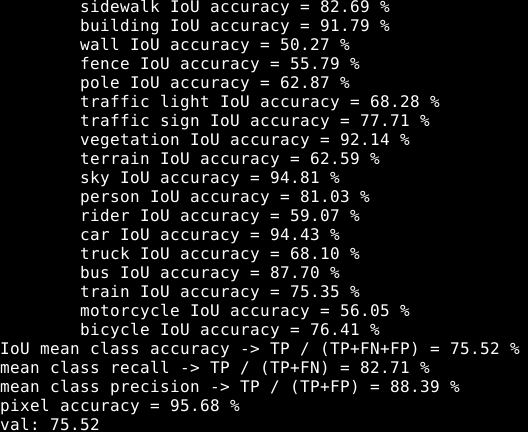 sidewalk IoU accuracy = 82.69 %
building IoU accuracy = 91.79 %
wall IoU accuracy = 50.27 %
fence IoU accuracy = 55.79 %
pole IoU accuracy = 62.87 %
traffic light IoU accuracy = 68.28 %
traffic sign IoU accuracy = 77.71 %
vegetation IoU accuracy = 92.14 %
terrain IoU accuracy = 62.59 %
sky IoU accuracy = 94.81 %
person IoU accuracy = 81.03 %
rider IoU accuracy = 59.07 %
car IoU accuracy = 94.43 %
truck IoU accuracy = 68.10 %
bus IoU accuracy = 87.70 %
train IoU accuracy = 75.35 %
motorcycle IoU accuracy = 56.05 %
bicycle IoU accuracy = 76.41 %
IoU mean class accuracy -> TP / (TP+FN+FP) = 75.52 %
mean class recall -> TP / (TP+FN) = 82.71 %
mean class precision -> TP / (TP+FP) = 88.39 %
pixel accuracy = 95.68 %
val: 75.52